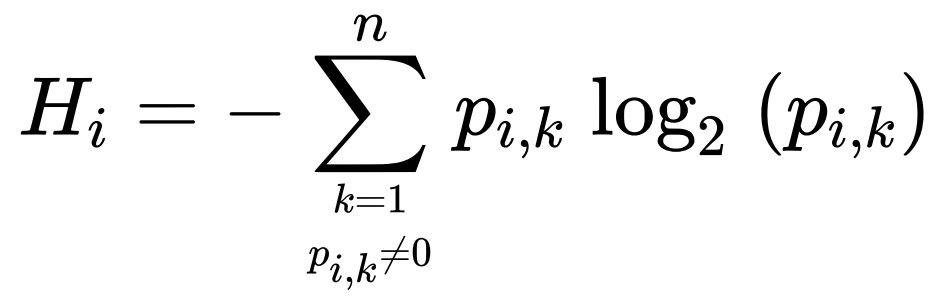 n
H_i = − ∑ p_{i,k} log_2 (p_{i,k})
k=1
p_{i,k}≠0